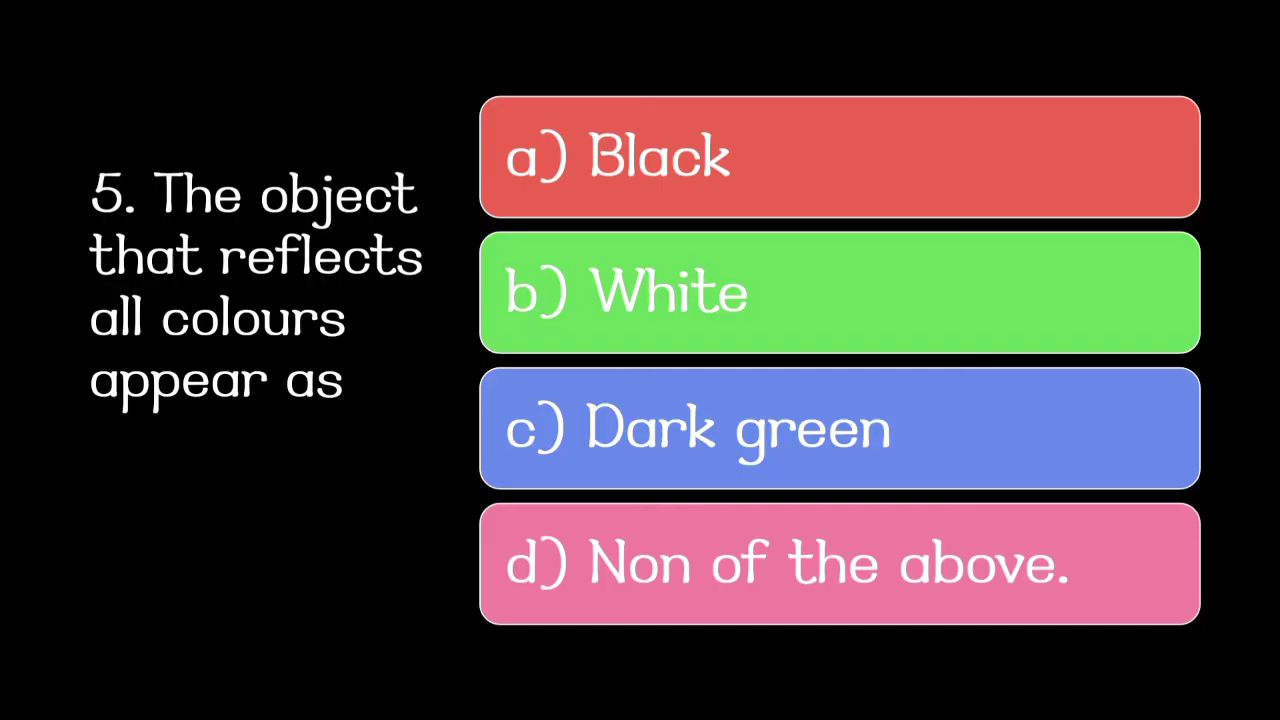 5. The object
that reflects
all colours
appear as
a) Black
b) White
c) Dark green
d) Non of the above.